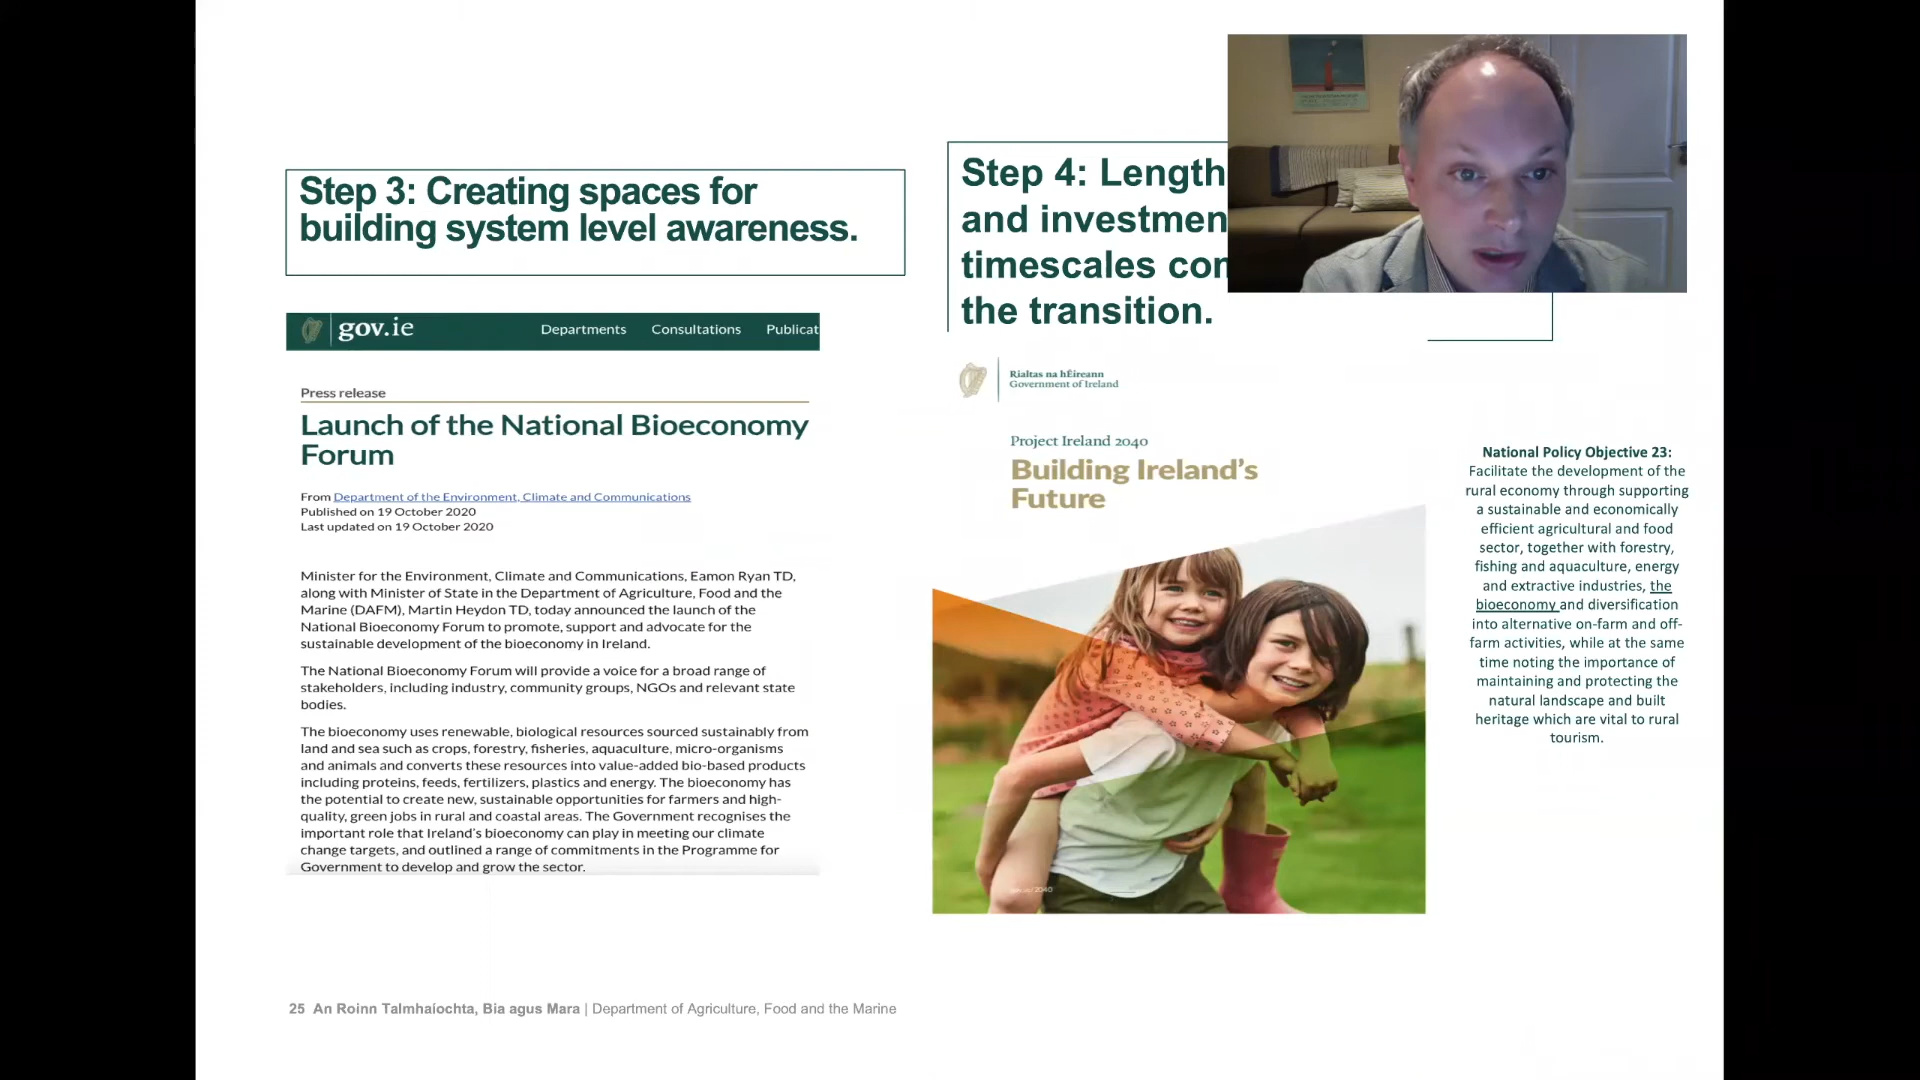 Step 3: Creating spaces for
building system level awareness.
gov.ie
Departments Consultations Publicat
Press release
Launch of the National Bioeconomy
Forum
From Department of the Environment, Climate and Communications
Published on 19 October 2020
Last updated on 19 October 2020
Minister for the Environment, Climate and Communications, Eamon Ryan TD,
along with Minister of State in the Department of Agriculture, Food and the
Marine (DAFM), Martin Heydon TD, today announced the launch of the
National Bioeconomy Forum to promote, support and advocate for the
sustainable development of the bioeconomy in Ireland.
The National Bioeconomy Forum will provide a voice for a broad range of
stakeholders, including industry, community groups, NGOs and relevant state
bodies.
The bioeconomy uses renewable, biological resources sourced sustainably from
land and sea such as crops, forestry, fisheries, aquaculture, micro-organisms
and animals and converts these resources into value-added bio-based products
including proteins, feeds, fertilizers, plastics and energy. The bioeconomy has
the potential to create new, sustainable opportunities for farmers and high-
quality, green jobs in rural and coastal areas. The Government recognises the
important role that Ireland's bioeconomy can play in meeting our climate
change targets, and outlined a range of commitments in the Programme for
Government to develop and grow the sector.
Step 4: Length
and investmen
timescales con
the transition.
Rialtas na hÉireann
Government of Ireland
Project Ireland 2040
Building Ireland's
Future
National Policy Objective 23:
Facilitate the development of the
rural economy through supporting
a sustainable and economically
efficient agricultural and food
sector, together with forestry,
fishing and aquaculture, energy
and extractive industries, the
bioeconomy and diversification
into alternative on-farm and off-
farm activities, while at the same
time noting the importance of
maintaining and protecting the
natural landscape and built
heritage which are vital to rural
tourism.
25 An Roinn Talmhaíochta, Bia agus Mara | Department of Agriculture, Food and the Marine